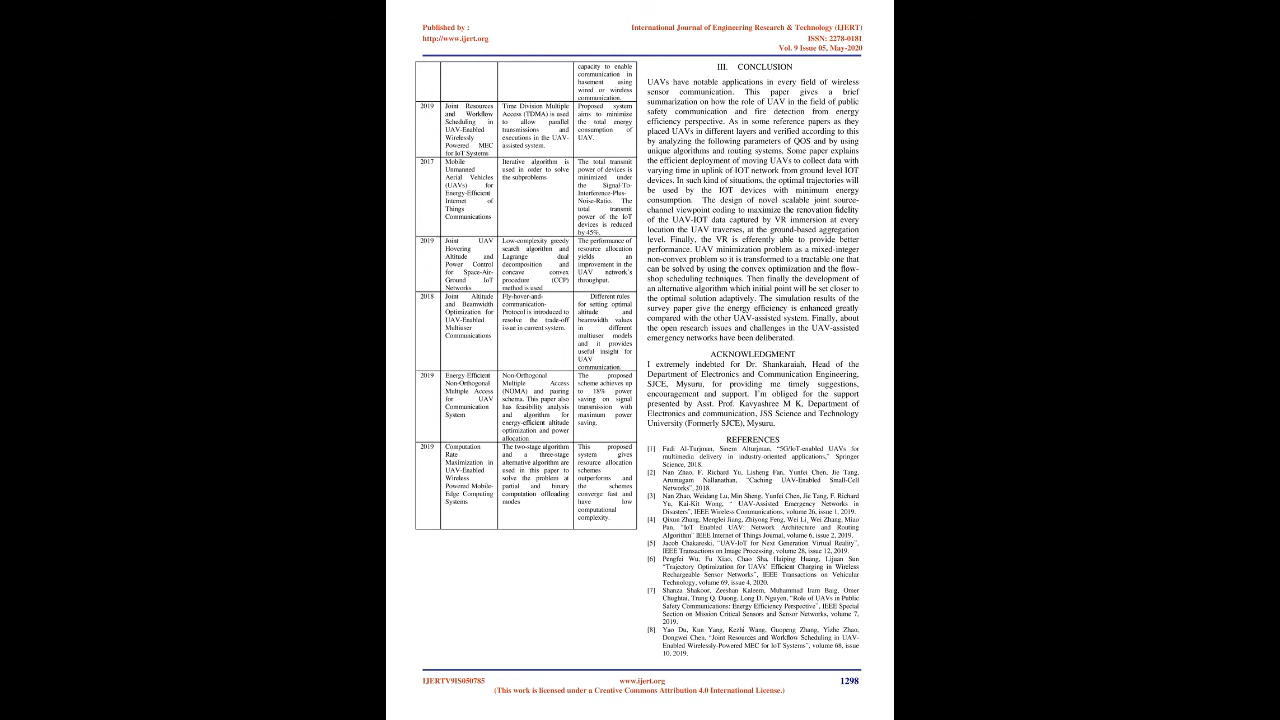 Published by :
http://www.ijert.org
International Journal of Engineering Research & Technology (IJERT)
ISSN: 2278-0181
Vol. 9 Issue 05, May-2020
capacity to enable
communication in
basement using
wired or wireless
communication.
2019
Joint Resources
and Workflow
Scheduling in
UAV-Enabled
Wirelessly
Powered MEC
for IoT Systems
Time Division Multiple
Access (TDMA) is used
to allow parallel
transmissions and
executions in the UAV-
assisted system.
Proposed system
aims to minimize
the total energy
consumption of
UAV.
2017
Mobile
Unmanned
Aerial Vehicles
(UAVs) for
Energy-Efficient
Internet of
Things
Communications
Iterative algorithm is
used in order to solve
the subproblems
The total transmit
power of devices is
minimized under
the Signal-To-
Interference-Plus-
Noise-Ratio. The
total transmit
power of the IoT
devices is reduced
by 45%.
2019
Joint UAV
Hovering
Altitude and
Power Control
for Space-Air-
Ground IoT
Networks
Low-complexity greedy
search algorithm and
Lagrange dual
decomposition and
concave convex
procedure (CCP)
method is used
The performance of
resource allocation
yields an
improvement in the
UAV network's
throughput.
2018
Joint Altitude
and Beamwidth
Optimization for
UAV-Enabled
Multiuser
Communications
Fly-hover-and-
communication-
Protocol is introduced to
resolve the trade-off
issue in current system.
Different rules
for setting optimal
altitude and
beamwidth values
in different
multiuser models
and it provides
useful insight for
UAV
communication.
2019
Energy-Efficient
Non-Orthogonal
Multiple Access
for UAV
Communication
System
Non-Orthogonal
Multiple Access
(NOMA) and pairing
schema. This paper also
has feasibility analysis
and algorithm for
energy-efficient altitude
optimization and power
allocation
The proposed
scheme achieves up
to 18% power
saving on signal
transmission with
maximum power
saving.
2019
Computation
Rate
Maximization in
UAV-Enabled
Wireless
Powered Mobile-
Edge Computing
Systems
The two-stage algorithm
and a three-stage
alternative algorithm are
used in this paper to
solve the problem at
partial and binary
computation offloading
modes
This proposed
system gives
resource allocation
schemes
outperforms and
the schemes
converge fast and
have low
computational
complexity.
III. CONCLUSION
UAVs have notable applications in every field of wireless
sensor communication. This paper gives a brief
summarization on how the role of UAV in the field of public
safety communication and fire detection from energy
efficiency perspective. As in some reference papers as they
placed UAVs in different layers and verified according to this
by analyzing the following parameters of QOS and by using
unique algorithms and routing systems. Some paper explains
the efficient deployment of moving UAVs to collect data with
varying time in uplink of IOT network from ground level IOT
devices. In such kind of situations, the optimal trajectories will
be used by the IOT devices with minimum energy
consumption. The design of novel scalable joint source-
channel viewpoint coding to maximize the renovation fidelity
of the UAV-IOT data captured by VR immersion at every
location the UAV traverses, at the ground-based aggregation
level. Finally, the VR is efferently able to provide better
performance. UAV minimization problem as a mixed-integer
non-convex problem so it is transformed to a tractable one that
can be solved by using the convex optimization and the flow-
shop scheduling techniques. Then finally the development of
an alternative algorithm which initial point will be set closer to
the optimal solution adaptively. The simulation results of the
survey paper give the energy efficiency is enhanced greatly
compared with the other UAV-assisted system. Finally, about
the open research issues and challenges in the UAV-assisted
emergency networks have been deliberated.
ACKNOWLEDGMENT
I extremely indebted for Dr. Shankaraiah, Head of the
Department of Electronics and Communication Engineering,
SJCE, Mysuru, for providing me timely suggestions,
encouragement and support. I'm obliged for the support
presented by Asst. Prof. Kavyashree M K, Department of
Electronics and communication, JSS Science and Technology
University (Formerly SJCE), Mysuru.
REFERENCES
[1] Fadi Al-Turjman, Sinem Alturjman, "5G/IoT-enabled UAVs for
multimedia delivery in industry-oriented applications," Springer
Science, 2018.
[2] Nan Zhao, F. Richard Yu, Lisheng Fan, Yunfei Chen, Jie Tang,
Arumugam Nallanathan, "Caching UAV-Enabled Small-Cell
Networks", 2018.
[3] Nan Zhao, Weidang Lu, Min Sheng, Yunfei Chen, Jie Tang, F. Richard
Yu, Kai-Kit Wong, " UAV-Assisted Emergency Networks in
Disasters", IEEE Wireless Communications, volume 26, issue 1, 2019.
[4] Qixun Zhang, Menglei Jiang, Zhiyong Feng, Wei Li, Wei Zhang, Miao
Pan, "IoT Enabled UAV: Network Architecture and Routing
Algorithm" IEEE Internet of Things Journal, volume 6, issue 2, 2019.
[5] Jacob Chakareski, "UAV-IoT for Next Generation Virtual Reality",
IEEE Transactions on Image Processing, volume 28, issue 12, 2019.
[6] Pengfei Wu, Fu Xiao, Chao Sha, Haiping Huang, Lijuan Sun
"Trajectory Optimization for UAVs' Efficient Charging in Wireless
Rechargeable Sensor Networks", IEEE Transactions on Vehicular
Technology, volume 69, issue 4, 2020.
[7] Shanza Shakoor, Zeeshan Kaleem, Muhammad Iram Baig, Omer
Chughtai, Trung Q. Duong, Long D. Nguyen, "Role of UAVs in Public
Safety Communications: Energy Efficiency Perspective", IEEE Special
Section on Mission Critical Sensors and Sensor Networks, volume 7,
2019.
[8] Yao Du, Kun Yang, Kezhi Wang, Guopeng Zhang, Yizhe Zhao,
Dongwei Chen, "Joint Resources and Workflow Scheduling in UAV-
Enabled Wirelessly-Powered MEC for IoT Systems", volume 68, issue
10, 2019.
IJERTV9IS050785
www.ijert.org
1298
(This work is licensed under a Creative Commons Attribution 4.0 International License.)